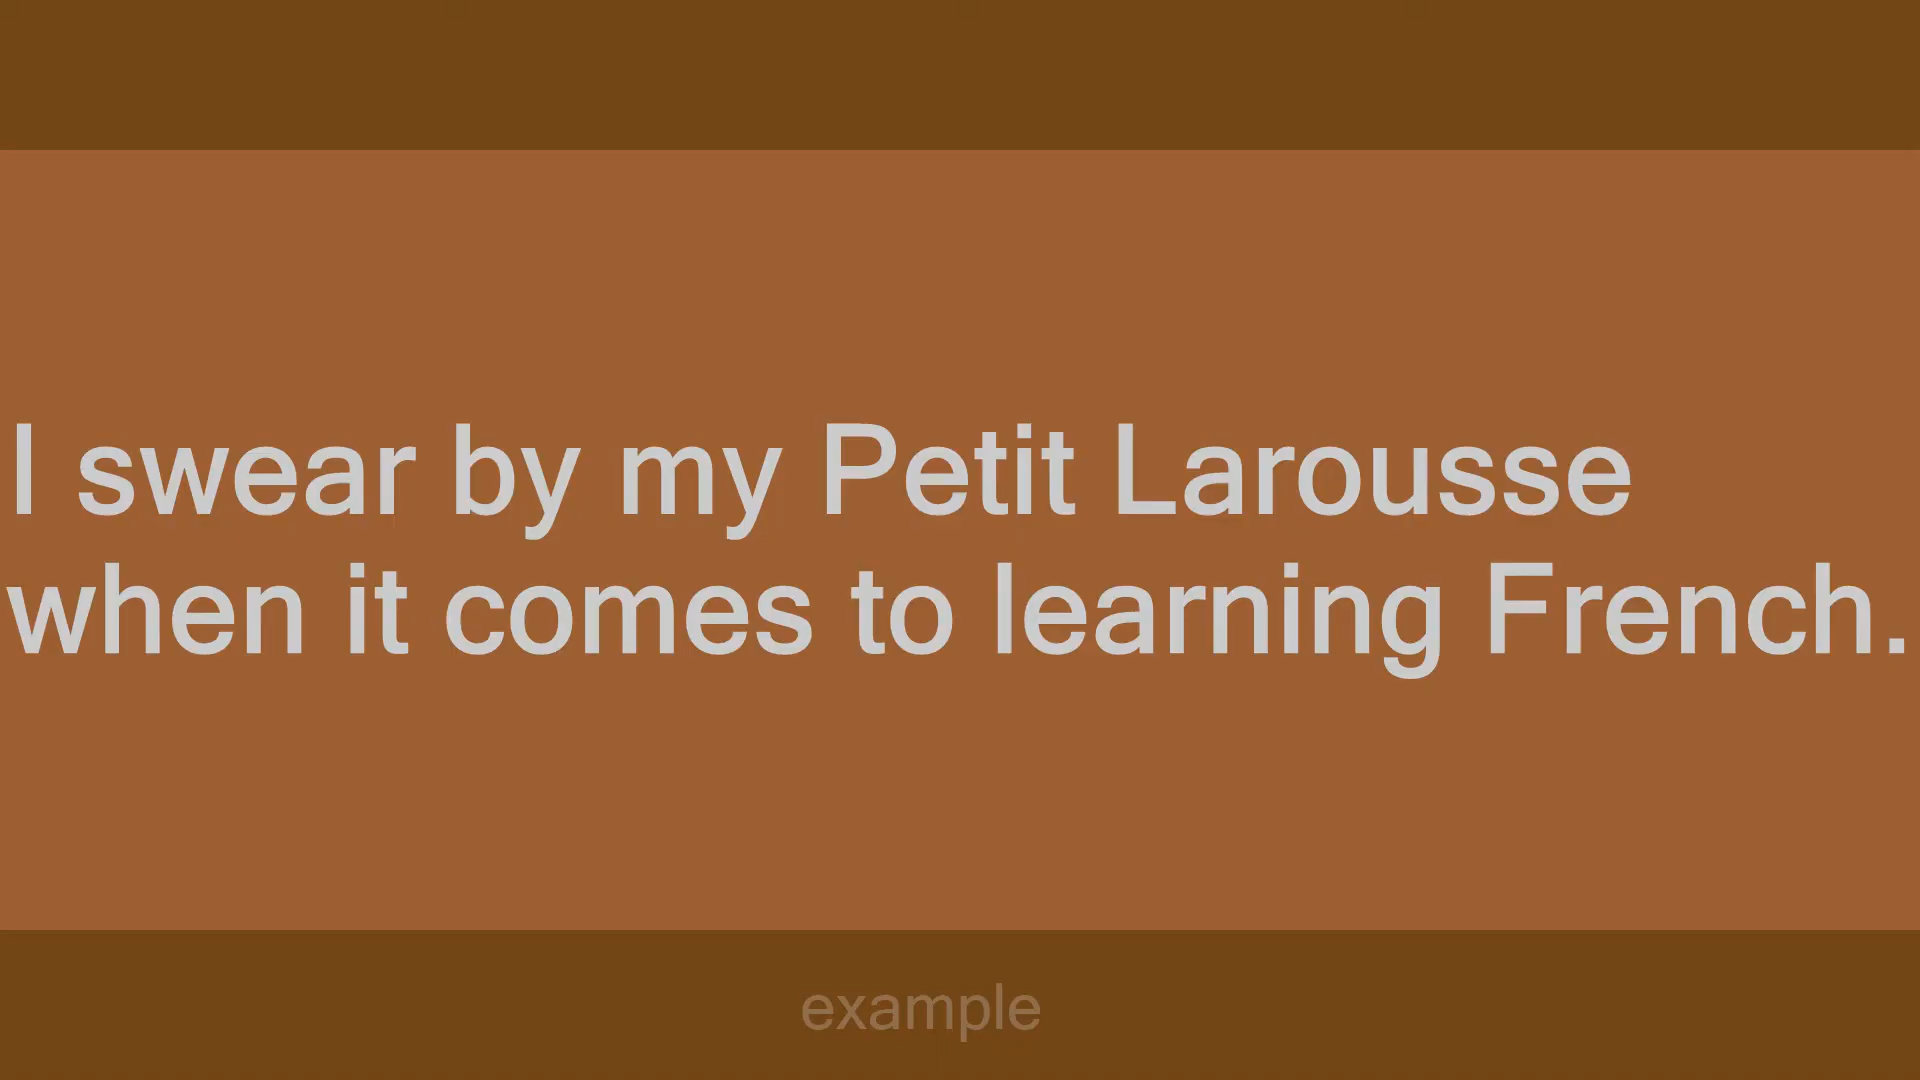 I swear by my Petit Larousse
when it comes to learning French.
example